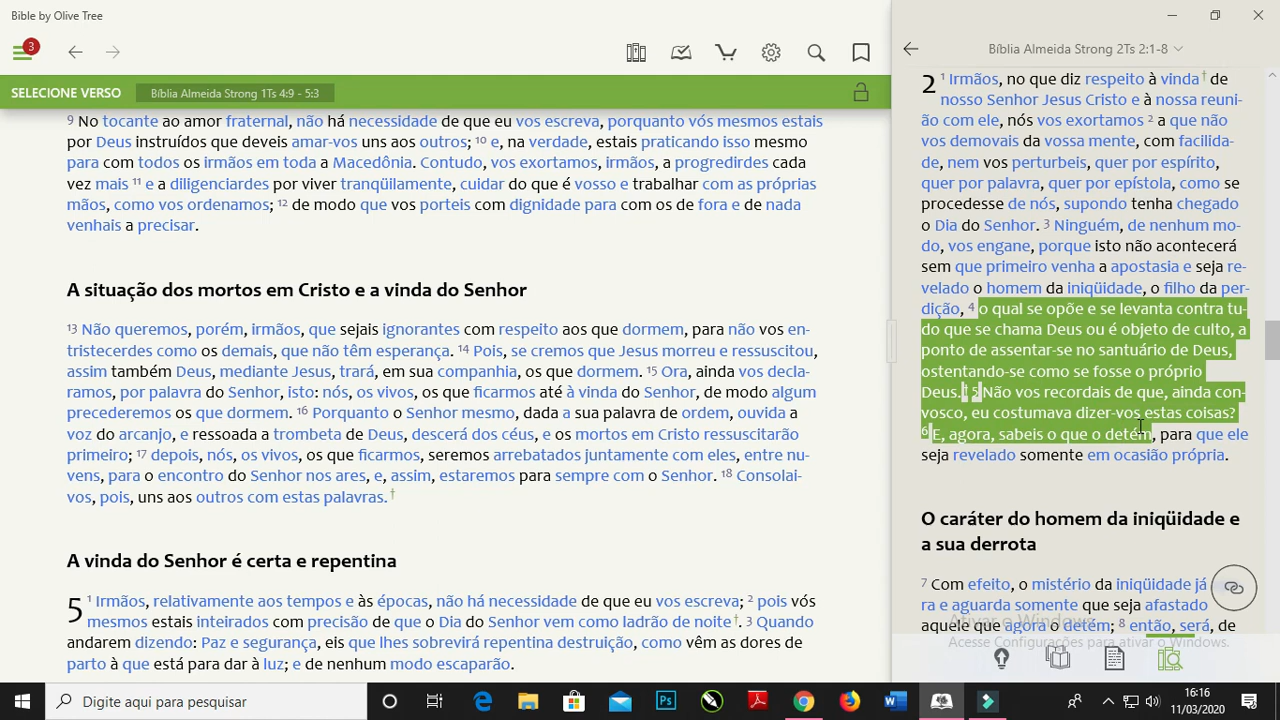 Bible by Olive Tree
3
SELECIONE VERSO
Bíblia Almeida Strong 1Ts 4:9 - 5:3
9 No tocante ao amor fraternal, não há necessidade de que eu vos escreva, porquanto vós mesmos estais
por Deus instruídos que deveis amar-vos uns aos outros; 10 e, na verdade, estais praticando isso mesmo
para com todos os irmãos em toda a Macedônia. Contudo, vos exortamos, irmãos, a progredirdes cada
vez mais 11 e a diligenciardes por viver tranqüilamente, cuidar do que é vosso e trabalhar com as próprias
mãos, como vos ordenamos; 12 de modo que vos porteis com dignidade para com os de fora e de nada
venhais a precisar.
A situação dos mortos em Cristo e a vinda do Senhor
13 Não queremos, porém, irmãos, que sejais ignorantes com respeito aos que dormem, para não vos en-
tristecerdes como os demais, que não têm esperança. 14 Pois, se cremos que Jesus morreu e ressuscitou,
assim também Deus, mediante Jesus, trará, em sua companhia, os que dormem. 15 Ora, ainda vos decla-
ramos, por palavra do Senhor, isto: nós, os vivos, os que ficarmos até à vinda do Senhor, de modo algum
precederemos os que dormem. 16 Porquanto o Senhor mesmo, dada a sua palavra de ordem, ouvida a
voz do arcanjo, e ressoada a trombeta de Deus, descerá dos céus, e os mortos em Cristo ressuscitarão
primeiro; 17 depois, nós, os vivos, os que ficarmos, seremos arrebatados juntamente com eles, entre nu-
vens, para o encontro do Senhor nos ares, e, assim, estaremos para sempre com o Senhor. 18 Consolai-
vos, pois, uns aos outros com estas palavras.†
A vinda do Senhor é certa e repentina
5 1 Irmãos, relativamente aos tempos e às épocas, não há necessidade de que eu vos escreva; 2 pois vós
mesmos estais inteirados com precisão de que o Dia do Senhor vem como ladrão de noite†. 3 Quando
andarem dizendo: Paz e segurança, eis que lhes sobrevirá repentina destruição, como vêm as dores de
parto à que está para dar à luz; e de nenhum modo escaparão.
Bíblia Almeida Strong 2Ts 2:1-8
2 1 Irmãos, no que diz respeito à vinda† de
nosso Senhor Jesus Cristo e à nossa reuni-
ão com ele, nós vos exortamos 2 a que não
vos demovais da vossa mente, com facilida-
de, nem vos perturbeis, quer por espírito,
quer por palavra, quer por epístola, como se
procedesse de nós, supondo tenha chegado
o Dia do Senhor. 3 Ninguém, de nenhum mo-
do, vos engane, porque isto não acontecerá
sem que primeiro venha a apostasia e seja re-
velado o homem da iniqüidade, o filho da per-
dição, 4 o qual se opõe e se levanta contra tu-
do que se chama Deus ou é objeto de culto, a
ponto de assentar-se no santuário de Deus,
ostentando-se como se fosse o próprio
Deus.† 5 Não vos recordais de que, ainda con-
vosco, eu costumava dizer-vos estas coisas?
6 E, agora, sabeis o que o detém, para que ele
seja revelado somente em ocasião própria.
O caráter do homem da iniqüidade e
a sua derrota
7 Com efeito, o mistério da iniqüidade já
ra e aguarda somente que seja afastado
aquele que agora o detém; 8 então, será, de
Ativar o Windows
Acesse Configurações para ativar o Windows.
Digite aqui para pesquisar
16:16
11/03/2020